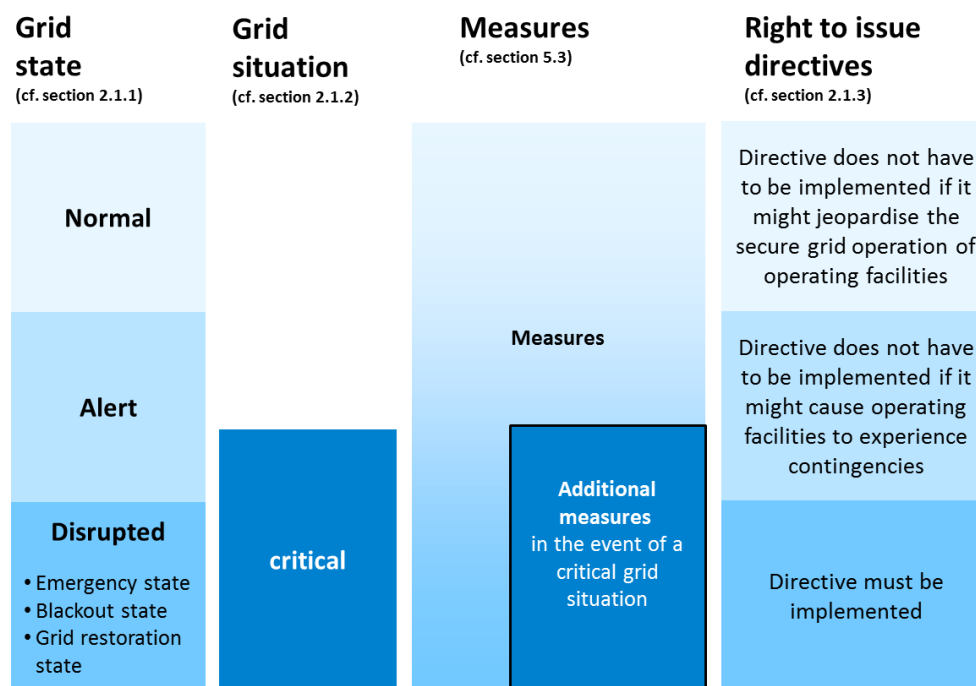 Grid
state
(cf. section 2.1.1)
Grid
situation
(cf. section 2.1.2)
Measures
(cf. section 5.3)
Right to issue
directives
(cf. section 2.1.3)
Normal
Alert
Disrupted
• Emergency state
• Blackout state
• Grid restoration
state
critical
Measures
Additional
measures
in the event of a
critical grid
situation
Directive does not have
to be implemented if it
might jeopardise the
secure grid operation of
operating facilities
Directive does not have
to be implemented if it
might cause operating
facilities to experience
contingencies
Directive must be
implemented